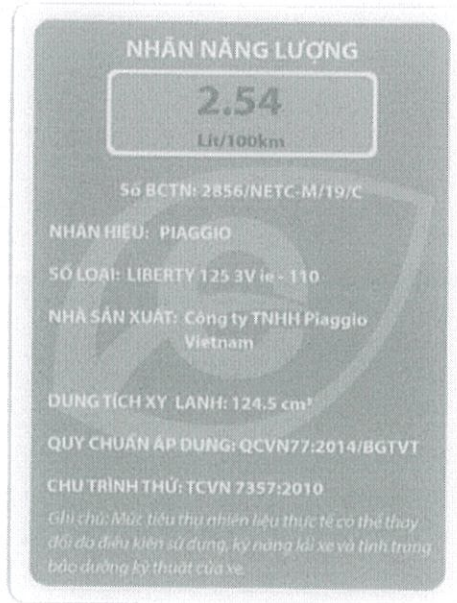 NHÃN NĂNG LƯỢNG
2.54
Lít/100km
Số BCTN: 2856/NETC-M/19/C
NHÃN HIỆU: PIAGGIO
SỐ LOẠI: LIBERTY 125 3V ie - 110
NHÀ SẢN XUẤT: Công ty TNHH Piaggio
Vietnam
DUNG TÍCH XY LANH: 124.5 cm³
QUY CHUẨN ÁP DỤNG: QCVN77:2014/BGTVT
CHU TRÌNH THỬ: TCVN 7357:2010
Ghi chú: Mức tiêu thụ nhiên liệu thực tế có thể thay
đổi do điều kiện sử dụng, kỹ năng lái xe và tình trạng
bảo dưỡng kỹ thuật của xe.